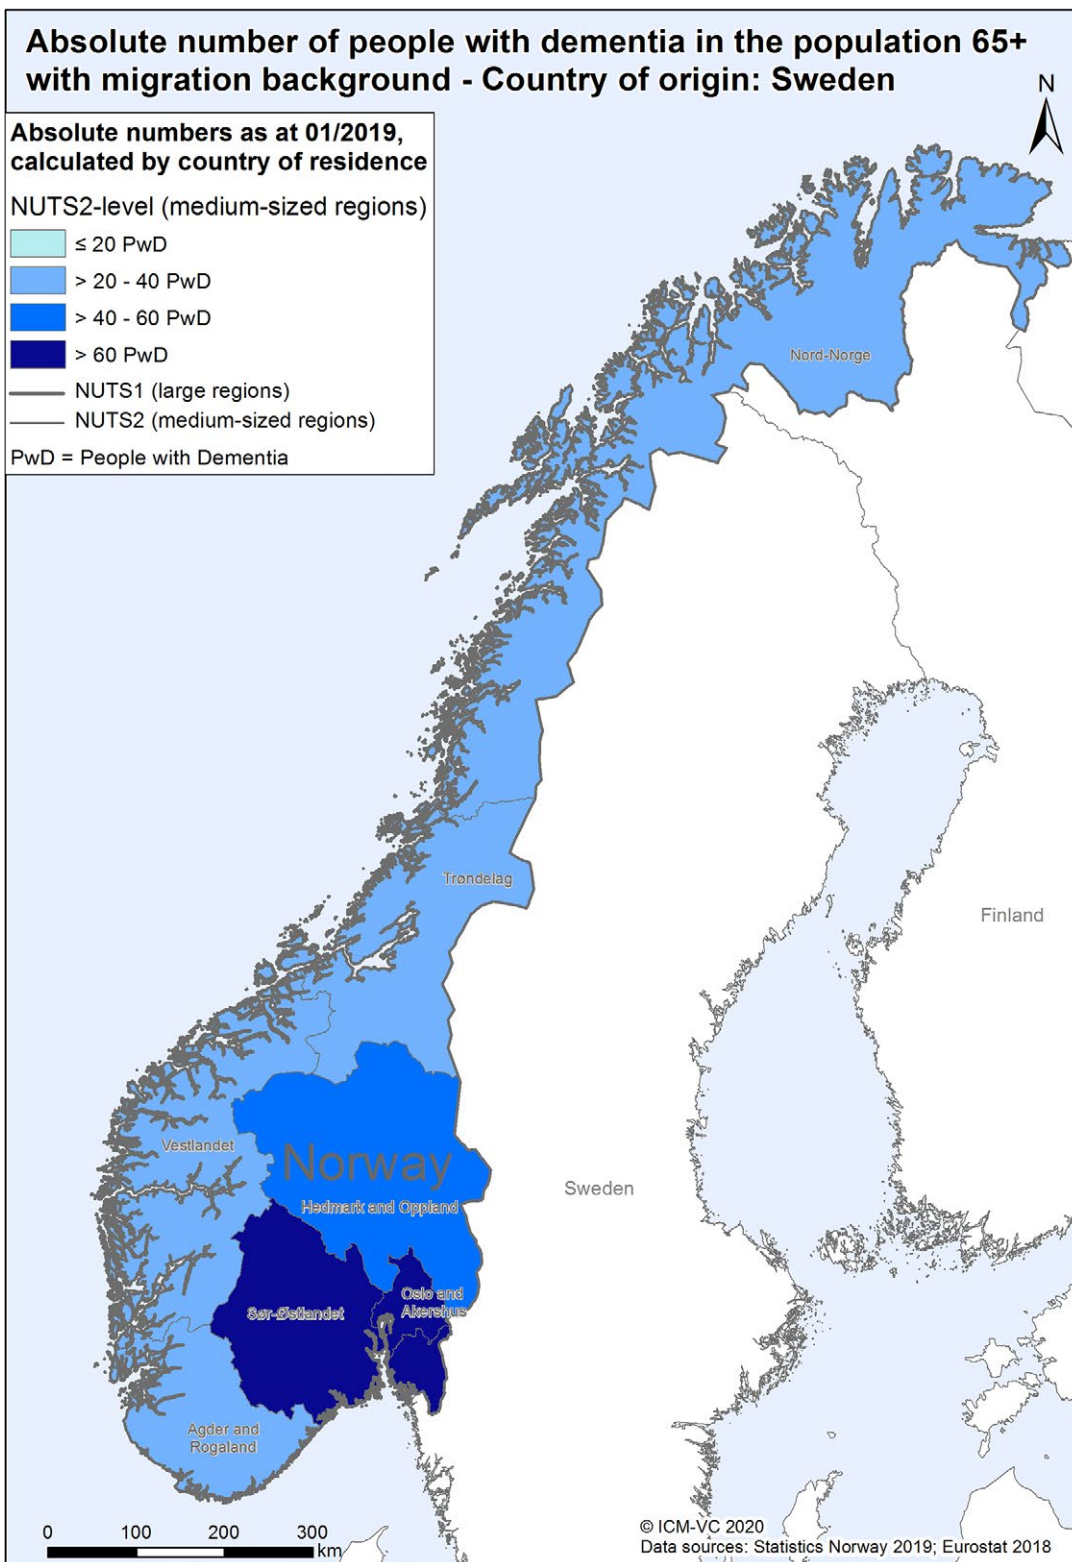 Absolute number of people with dementia in the population 65+
with migration background - Country of origin: Sweden
N
Absolute numbers as at 01/2019,
calculated by country of residence
NUTS2-level (medium-sized regions)
≤ 20 PwD
> 20 - 40 PwD
> 40 - 60 PwD
> 60 PwD
NUTS1 (large regions)
NUTS2 (medium-sized regions)
PwD = People with Dementia
Nord-Norge
Trøndelag
Finland
Vestlandet
Norway
Sweden
Hedmark and Oppland
Oslo and
Akershus
Sør-Østlandet
Agder and
Rogaland
0 100 200 300
km
© ICM-VC 2020
Data sources: Statistics Norway 2019; Eurostat 2018